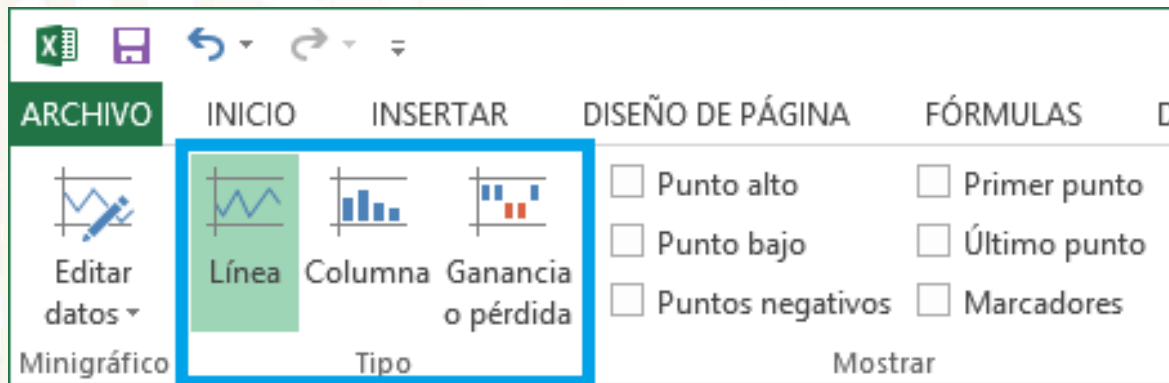 ARCHIVO INICIO INSERTAR DISEÑO DE PÁGINA FÓRMULAS D
Editar datos
Línea
Columna
Ganancia o pérdida
Punto alto
Punto bajo
Puntos negativos
Primer punto
Último punto
Marcadores
Minigráfico Tipo Mostrar